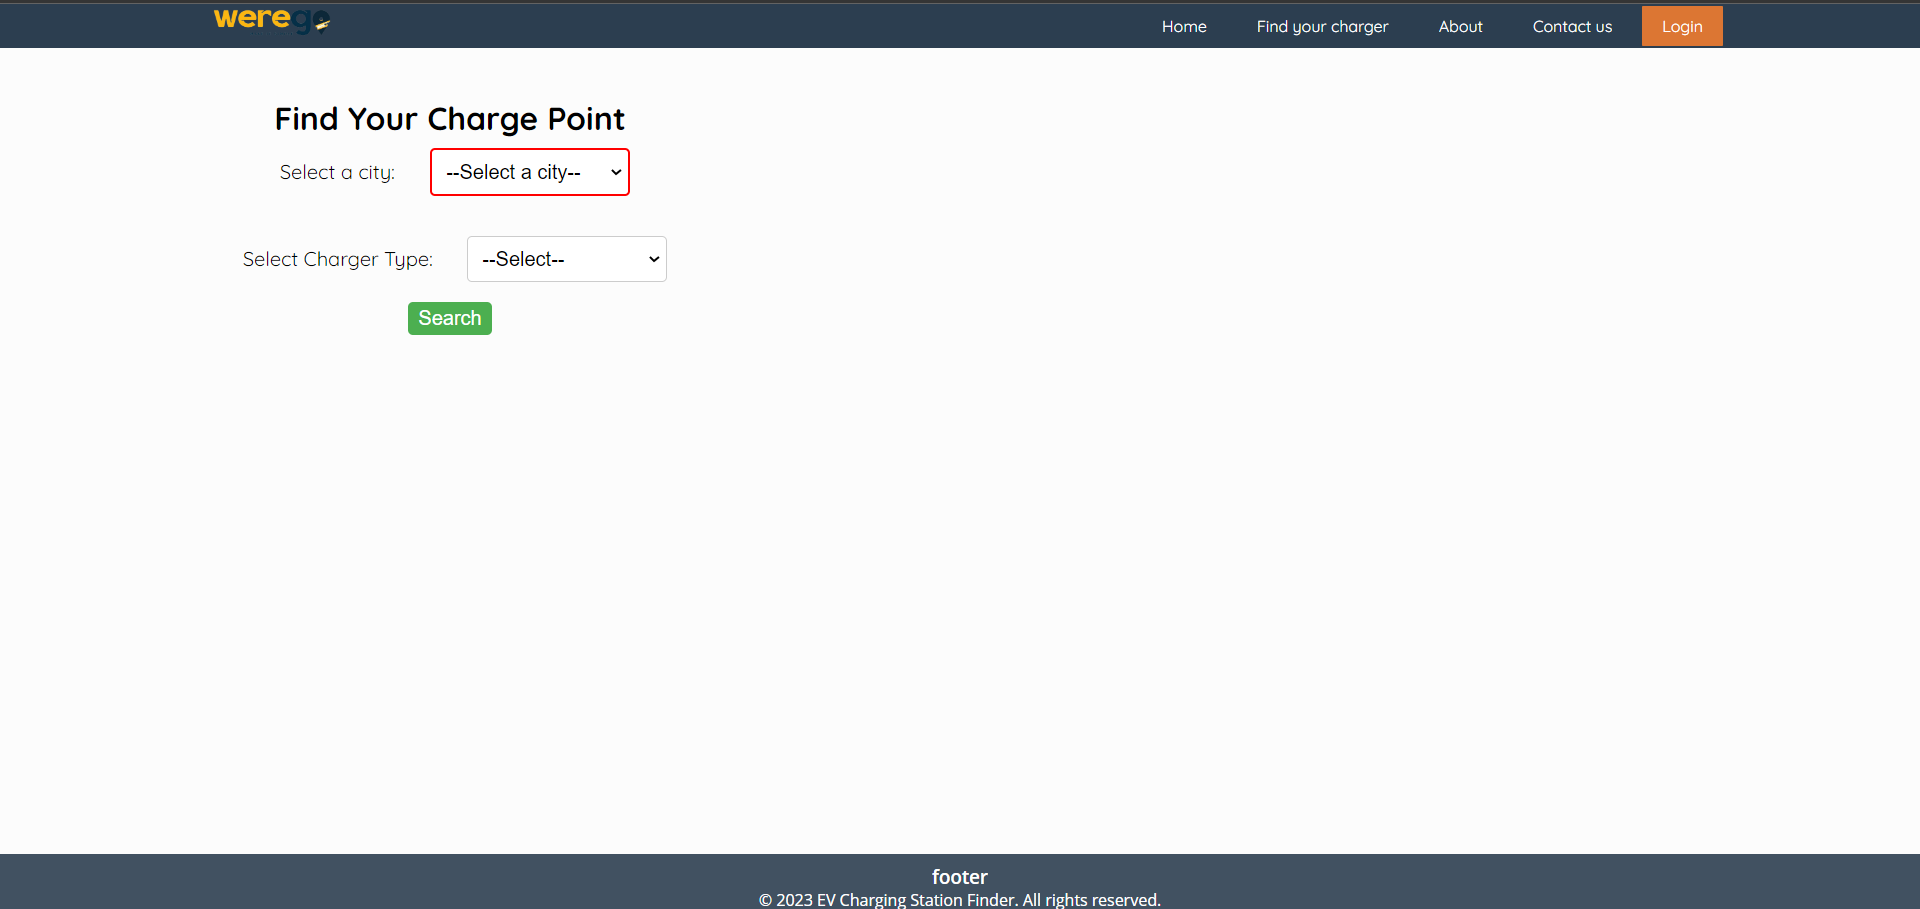 werego
Home Find your charger About Contact us Login
Find Your Charge Point
Select a city: --Select a city--
Select Charger Type: --Select--
Search
footer
© 2023 EV Charging Station Finder. All rights reserved.